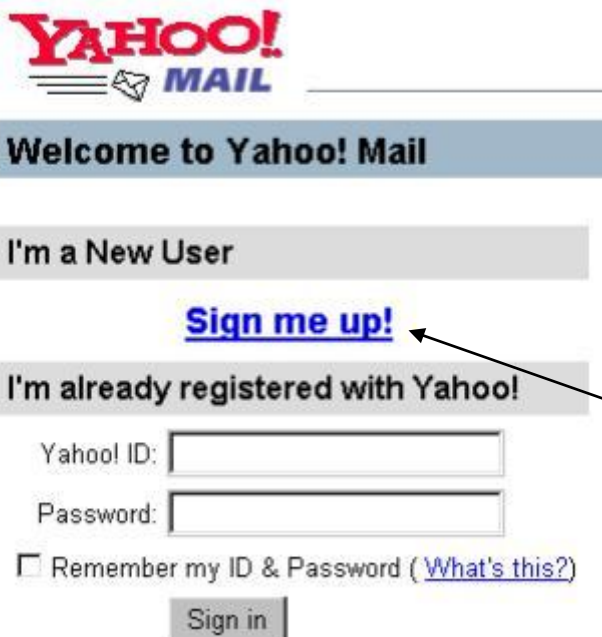 YAHOO!
MAIL
Welcome to Yahoo! Mail
I'm a New User
Sign me up!
I'm already registered with Yahoo!
Yahoo! ID:
Password:
Remember my ID & Password ( What's this?)
Sign in